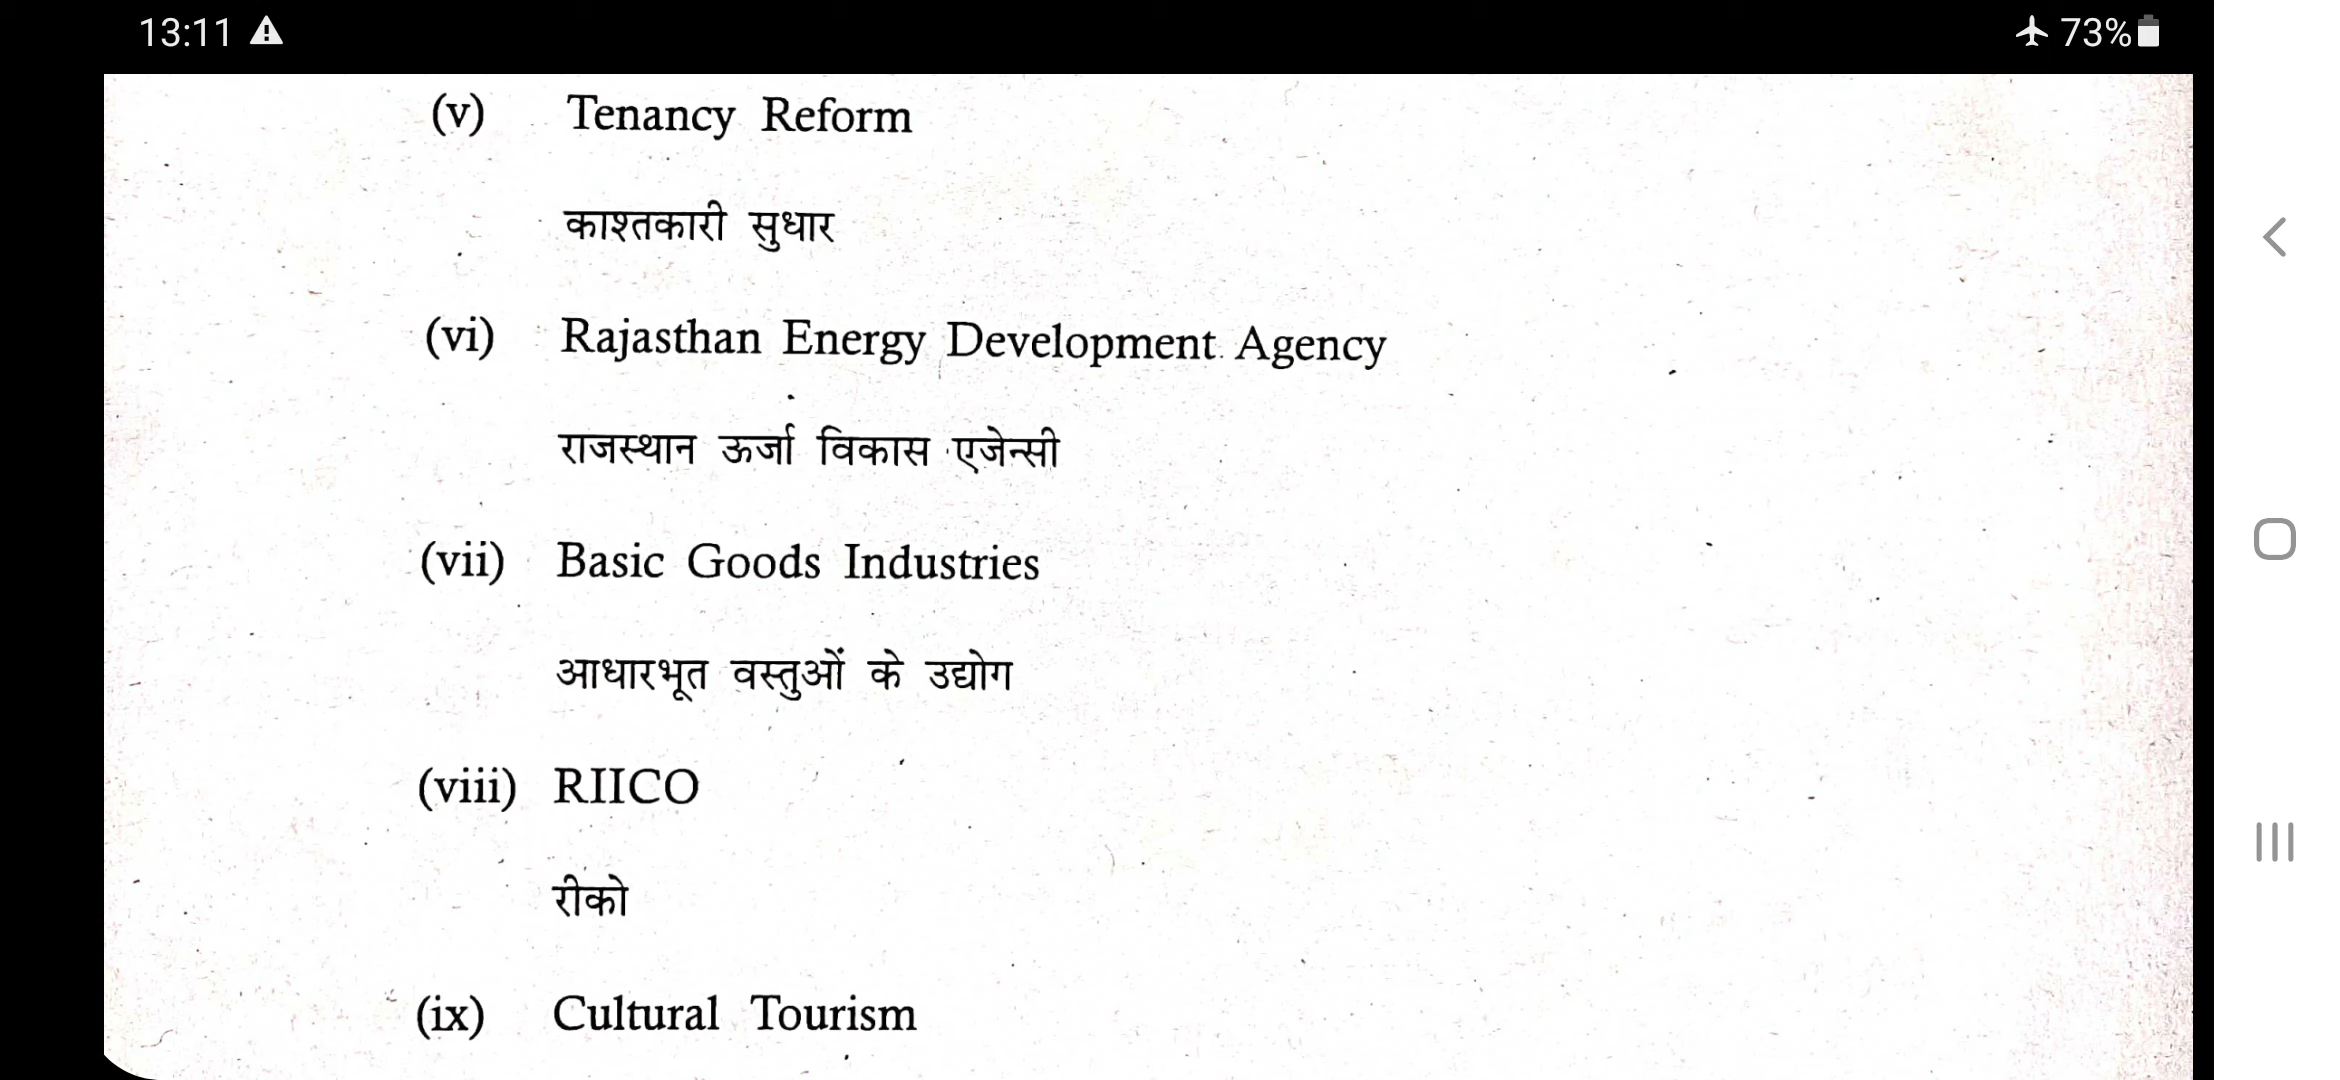 13:11 73%
(v) Tenancy Reform
काश्तकारी सुधार
(vi) Rajasthan Energy Development Agency
राजस्थान ऊर्जा विकास एजेन्सी
(vii) Basic Goods Industries
आधारभूत वस्तुओं के उद्योग
(viii) RIICO
रीको
(ix) Cultural Tourism